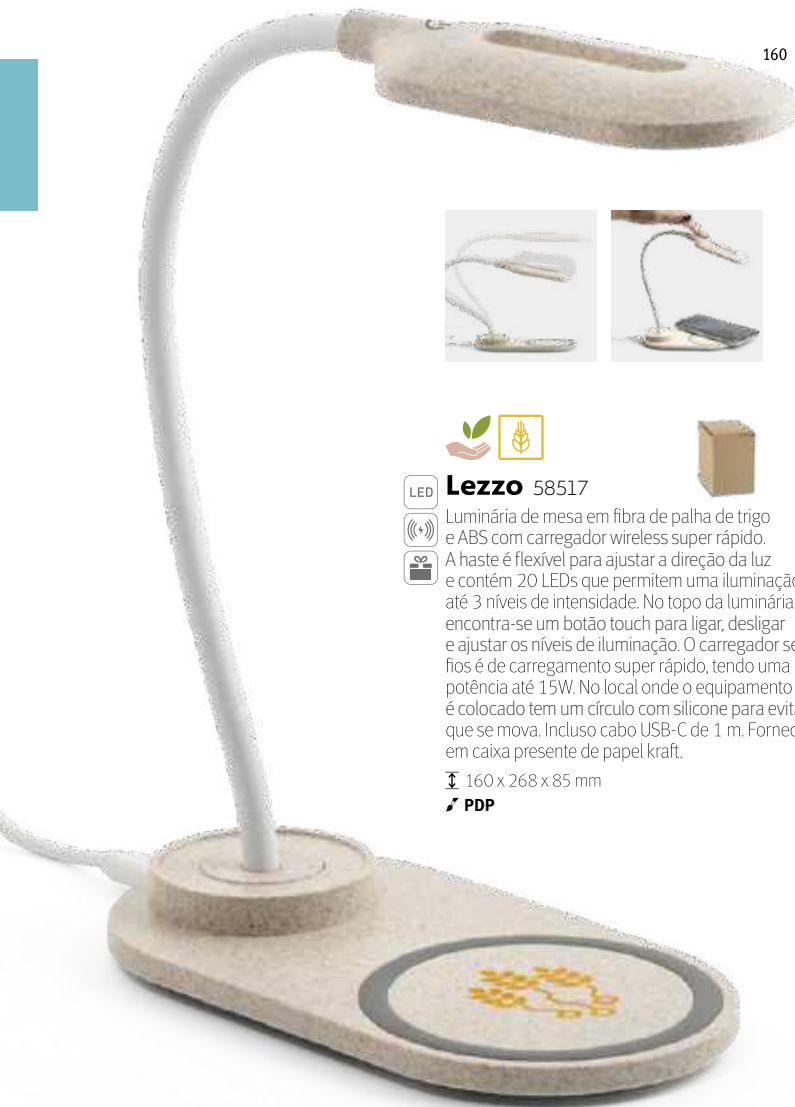 160
LED
Lezzo 58517
Luminária de mesa em fibra de palha de trigo
e ABS com carregador wireless super rápido.
A haste é flexível para ajustar a direção da luz
e contém 20 LEDs que permitem uma iluminação
até 3 níveis de intensidade. No topo da luminária
encontra-se um botão touch para ligar, desligar
e ajustar os níveis de iluminação. O carregador se
fios é de carregamento super rápido, tendo uma
potência até 15W. No local onde o equipamento
é colocado tem um círculo com silicone para evita
que se mova. Incluso cabo USB-C de 1 m. Fornec
em caixa presente de papel kraft.
160 x 268 x 85 mm
PDP